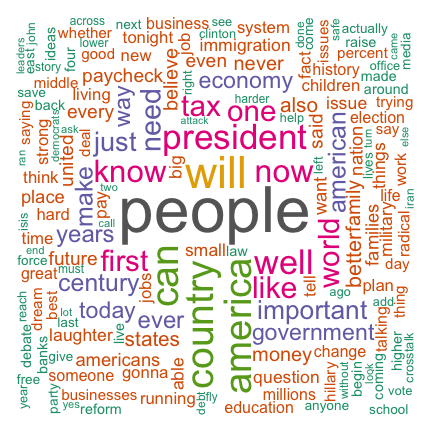 across
next
business
system
see
clinton
done
come
safe
actually
leaders
east
john
ideas
whether
tonight
job
immigration
issues
raise
media
lower
good
new
right
even
never
fact
history
percent
office
came
story
four
paycheck
believe
economy
children
made
around
middle
living
way
save
back
every
tax
one
also
issue
trying
saying
strong
democrats
ask
deal
just
need
attack
harder
help
said
american
election
say
ran
united
president
nation
things
work
else
think
know
will
now
want
left
lives
turn
iran
place
make
pay
big
two
people
better
family
families
military
life
radical
hard
call
time
isis
years
first
can
country
small
law
america
well
like
world
tell
day
end
force
future
must
great
century
jobs
ago
add
plan
thing
reach
dream
best
lot
last
today
ever
important
government
talking
debate
banks
laughter
live
states
money
change
coming
higher
crosstalk
year
give
americans
gonna
able
question
hillary
without
begin
look
vote
free
someone
party
yes
businesses
reform
running
debt
fly
millions
education
anyone
school